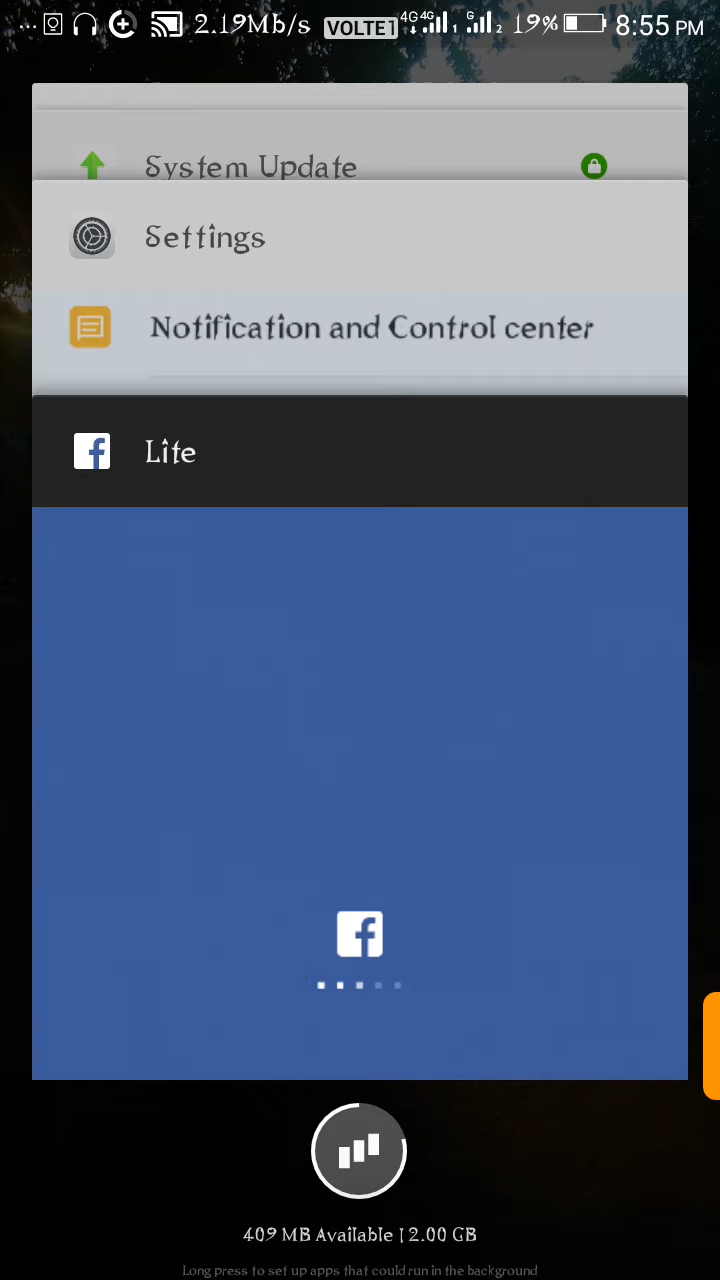 ... 2.19Mb/s VOLTE1 4G 4G 1 G 2 19% 8:55 PM
System Update
Settings
Notification and Control center
Lite
409 MB Available | 2.00 GB
Long press to set up apps that could run in the background